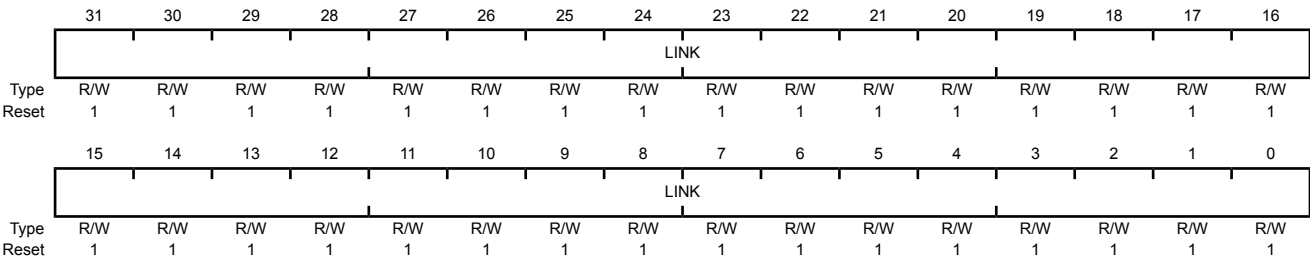 31 30 29 28 27 26 25 24 23 22 21 20 19 18 17 16
LINK
Type R/W R/W R/W R/W R/W R/W R/W R/W R/W R/W R/W R/W R/W R/W R/W R/W
Reset 1 1 1 1 1 1 1 1 1 1 1 1 1 1 1 1
15 14 13 12 11 10 9 8 7 6 5 4 3 2 1 0
LINK
Type R/W R/W R/W R/W R/W R/W R/W R/W R/W R/W R/W R/W R/W R/W R/W R/W
Reset 1 1 1 1 1 1 1 1 1 1 1 1 1 1 1 1